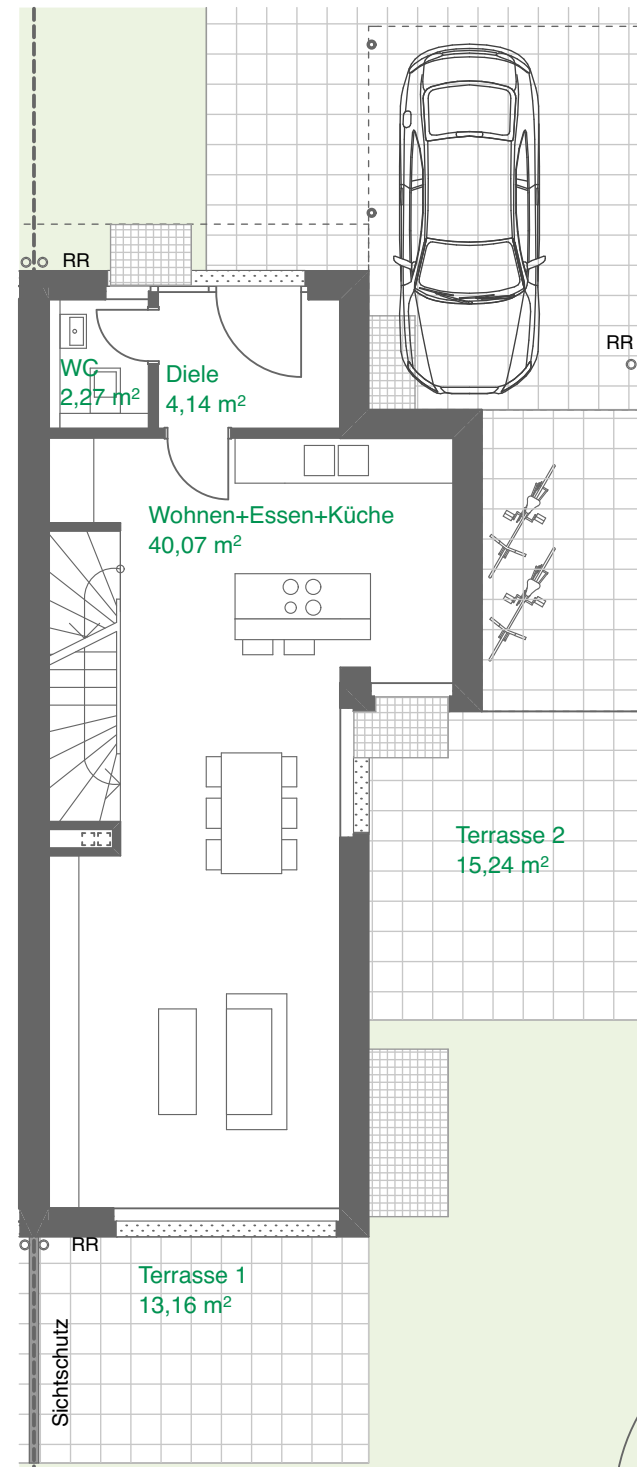 RR
RR
WC
2,27 m²
Diele
4,14 m²
Wohnen+Essen+Küche
40,07 m²
Terrasse 2
15,24 m²
RR
Terrasse 1
13,16 m²
Sichtschutz